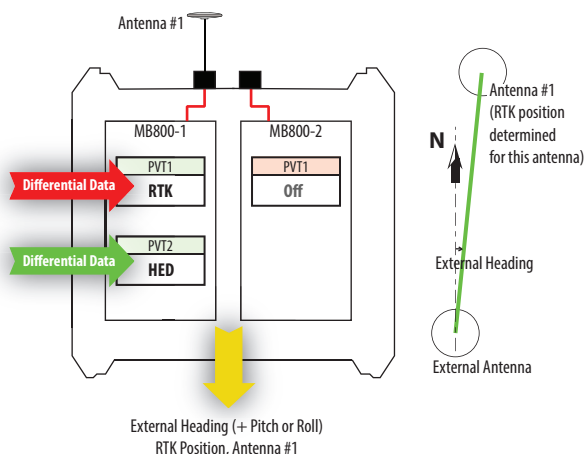 Antenna #1
MB800-1
MB800-2
PVT1
RTK
PVT1
Off
Differential Data
PVT2
HED
Differential Data
External Heading (+ Pitch or Roll)
RTK Position, Antenna #1
Antenna #1
(RTK position
determined
for this antenna)
N
External Heading
External Antenna